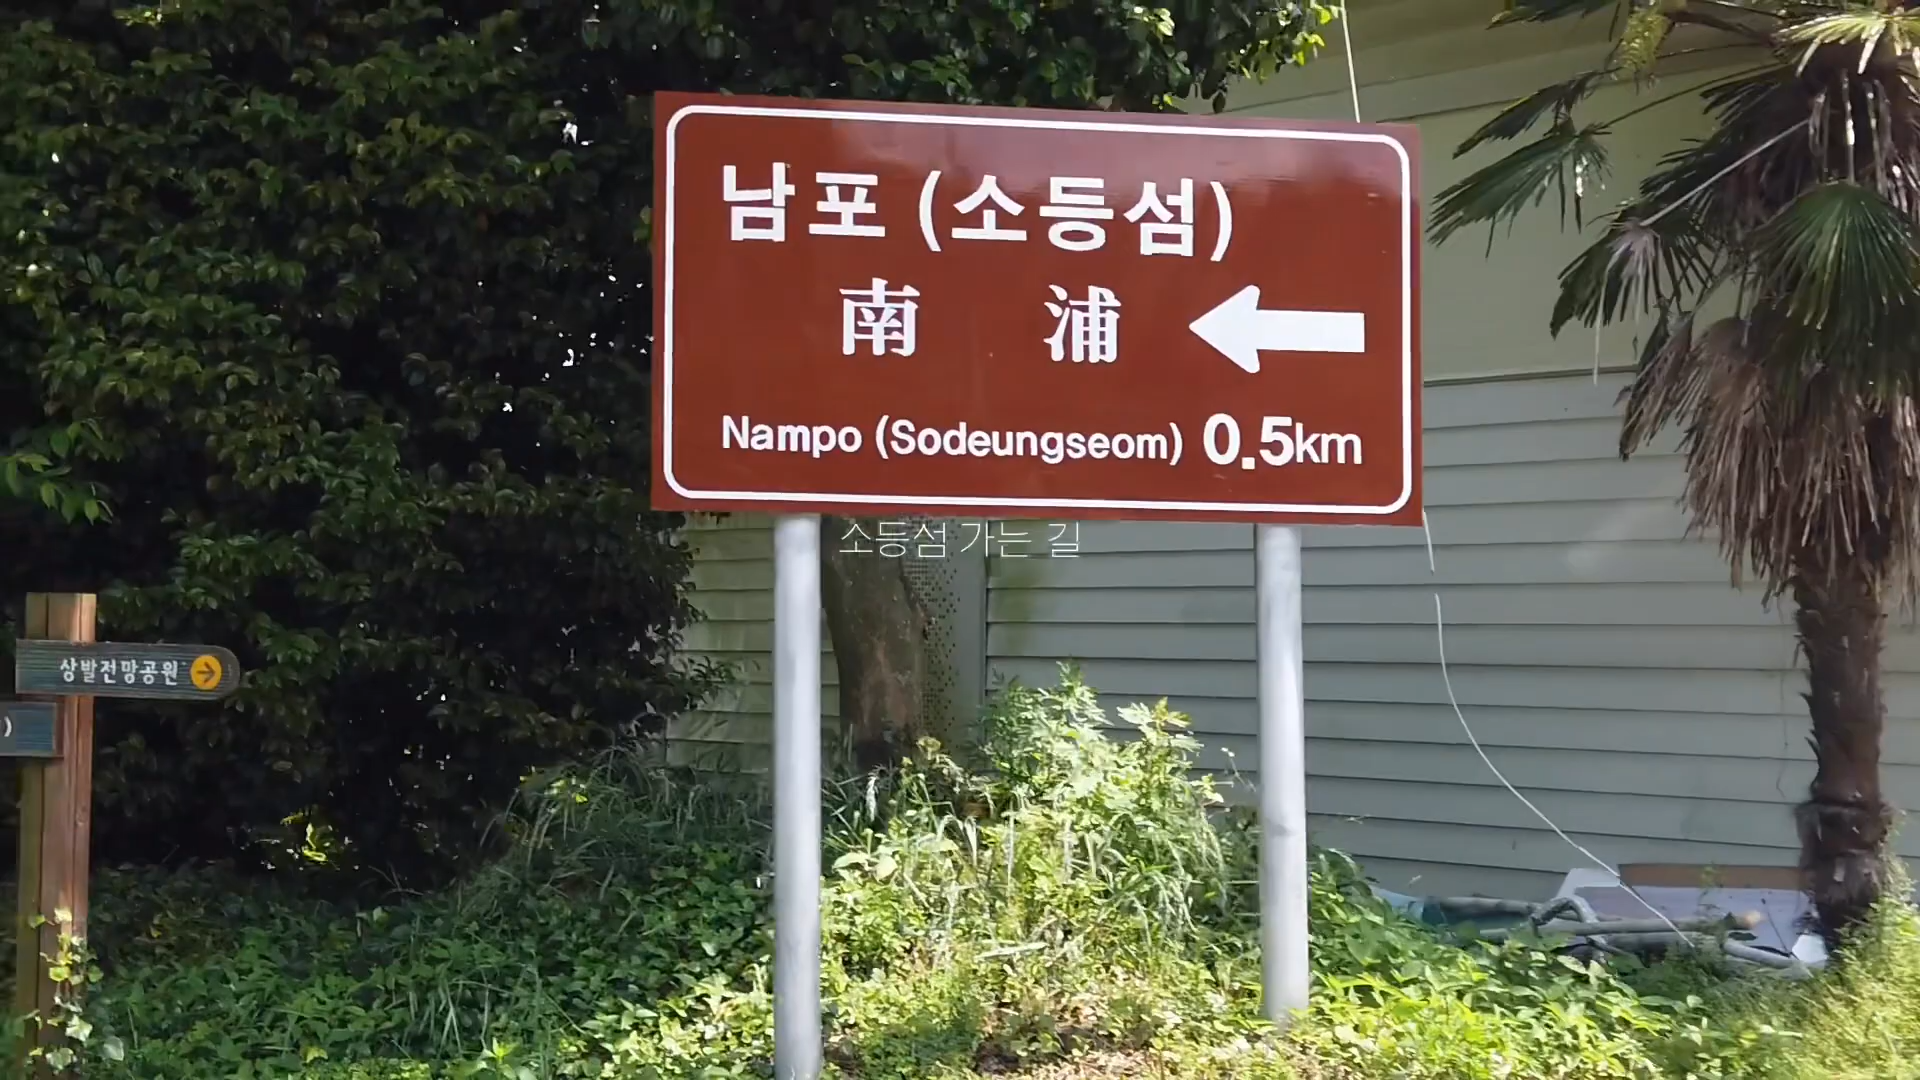 남포 (소등섬)
南 浦
Nampo (Sodeungseom) 0.5km
소등섬 가는 길
상발전망공원
)